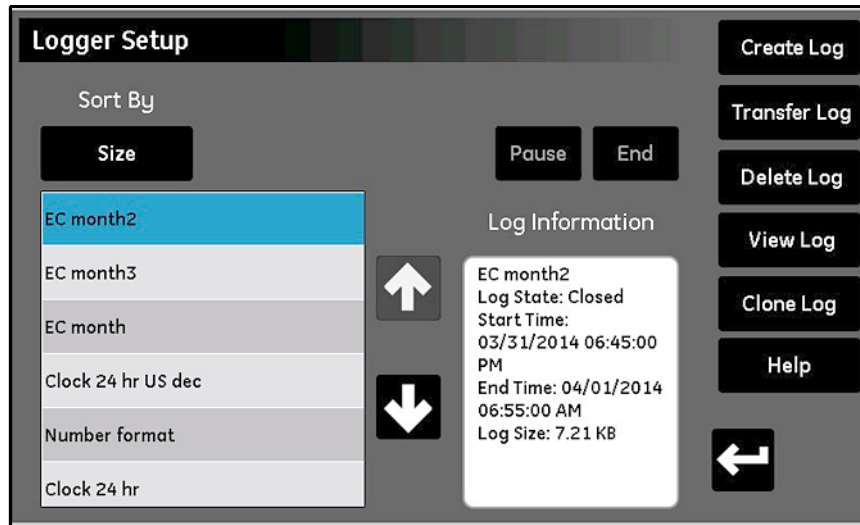 Logger Setup
Sort By
Size
Pause
End
EC month2
EC month3
EC month
Clock 24 hr US dec
Number format
Clock 24 hr
Log Information
EC month2
Log State: Closed
Start Time:
03/31/2014 06:45:00
PM
End Time: 04/01/2014
06:55:00 AM
Log Size: 7.21 KB
Create Log
Transfer Log
Delete Log
View Log
Clone Log
Help